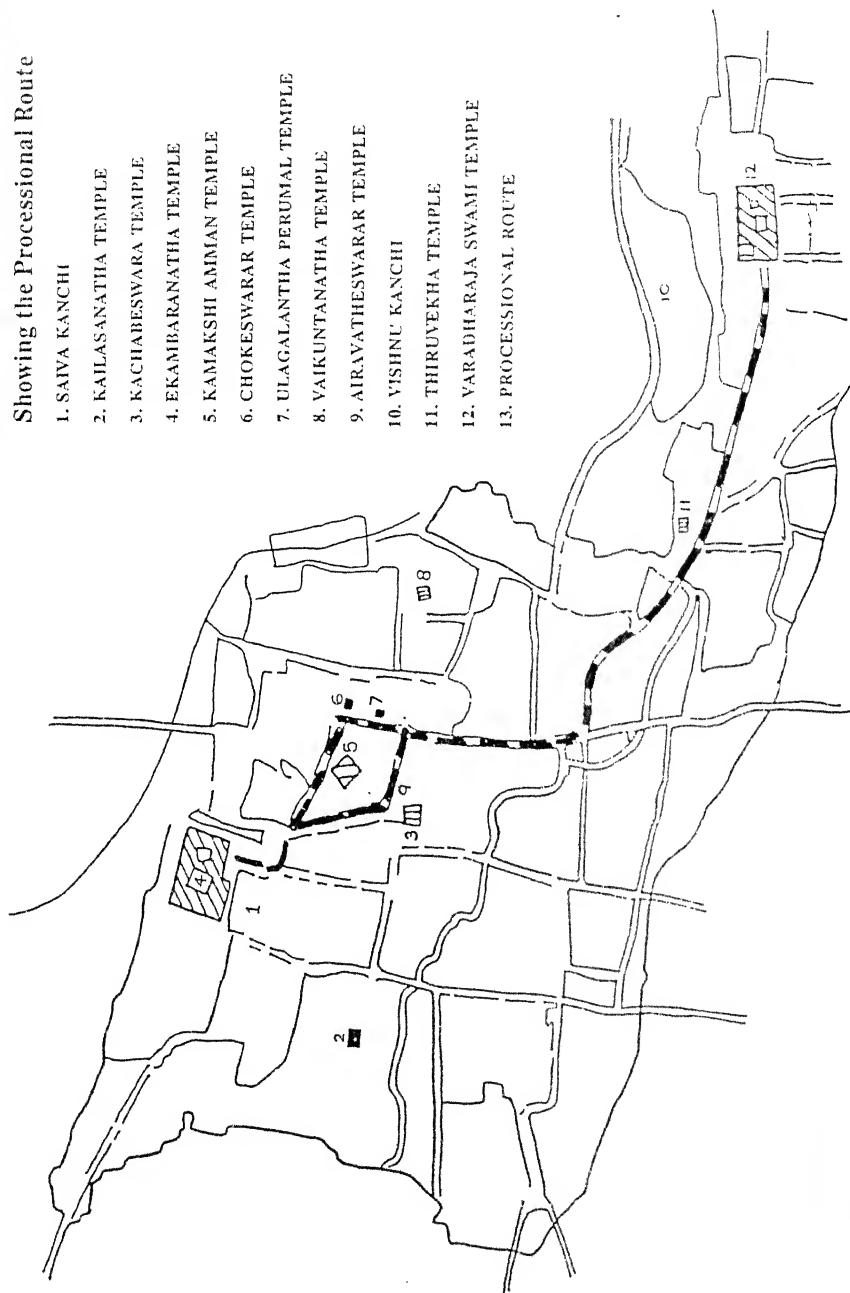 Showing the Processional Route
1. SAIVA KANCHI
2. KAILASANATHA TEMPLE
3. KACHABESWARA TEMPLE
4. EKAMBARANATHA TEMPLE
5. KAMAKSHI AMMAN TEMPLE
6. CHOKESWARAR TEMPLE
7. ULAGALANTHA PERUMAL TEMPLE
8. VAIKUNTANATHA TEMPLE
9. AIRAVATHESWARAR TEMPLE
10. VISHNU KANCHI
11. THIRUVEKHA TEMPLE
12. VARADHARAJA SWAMI TEMPLE
13. PROCESSIONAL ROUTE
4
1
2
3
9
5
6
7
8
11
10
12